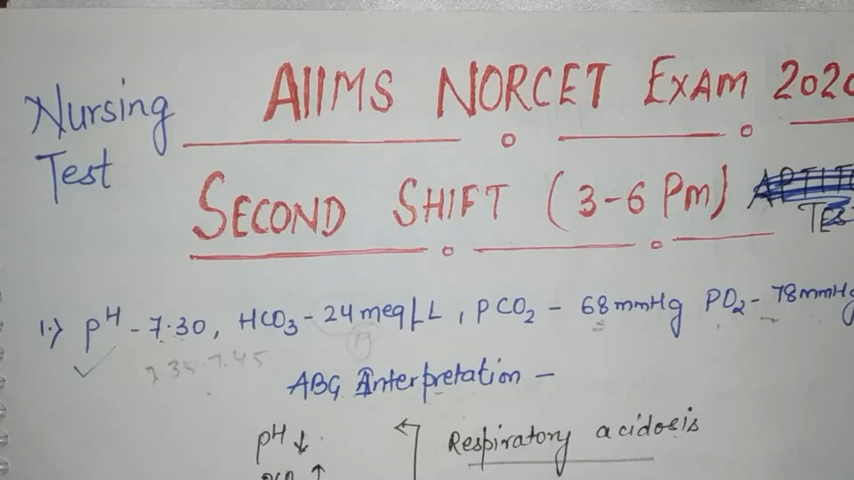 AIIMS NORCET EXAM 2020
Nursing
Test
SECOND SHIFT (3-6 Pm)
1.) pH - 7.30, HCO3 - 24 meq/L, PCO2 - 68 mmHg PO2 - 78 mmHg
7.35-7.45
ABG Interpretation -
pH ↓
Respiratory acidosis